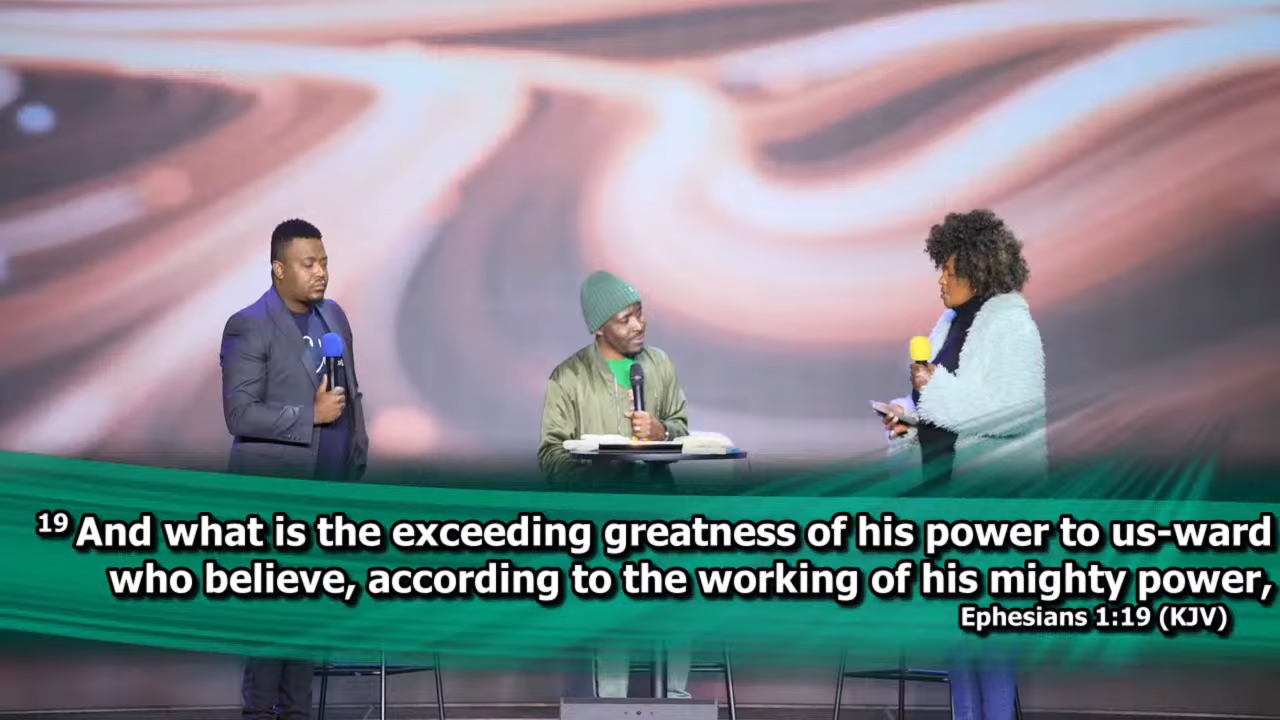 19 And what is the exceeding greatness of his power to us-ward
who believe, according to the working of his mighty power,
Ephesians 1:19 (KJV)